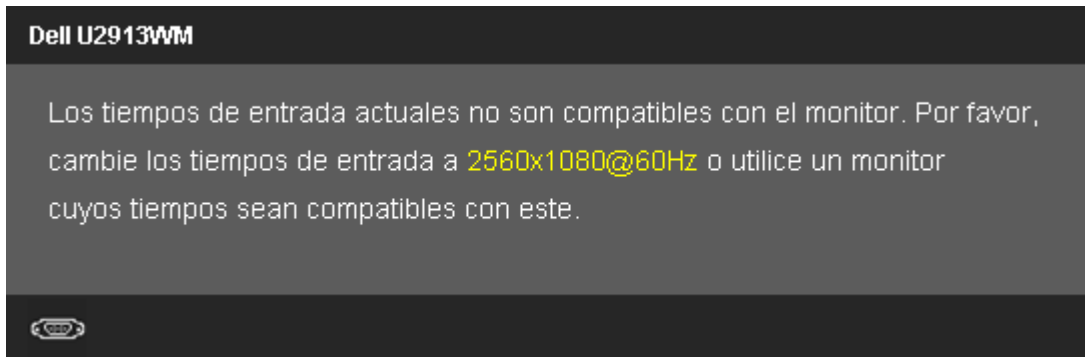 Dell U2913WM
Los tiempos de entrada actuales no son compatibles con el monitor. Por favor,
cambie los tiempos de entrada a 2560x1080@60Hz o utilice un monitor
cuyos tiempos sean compatibles con este.